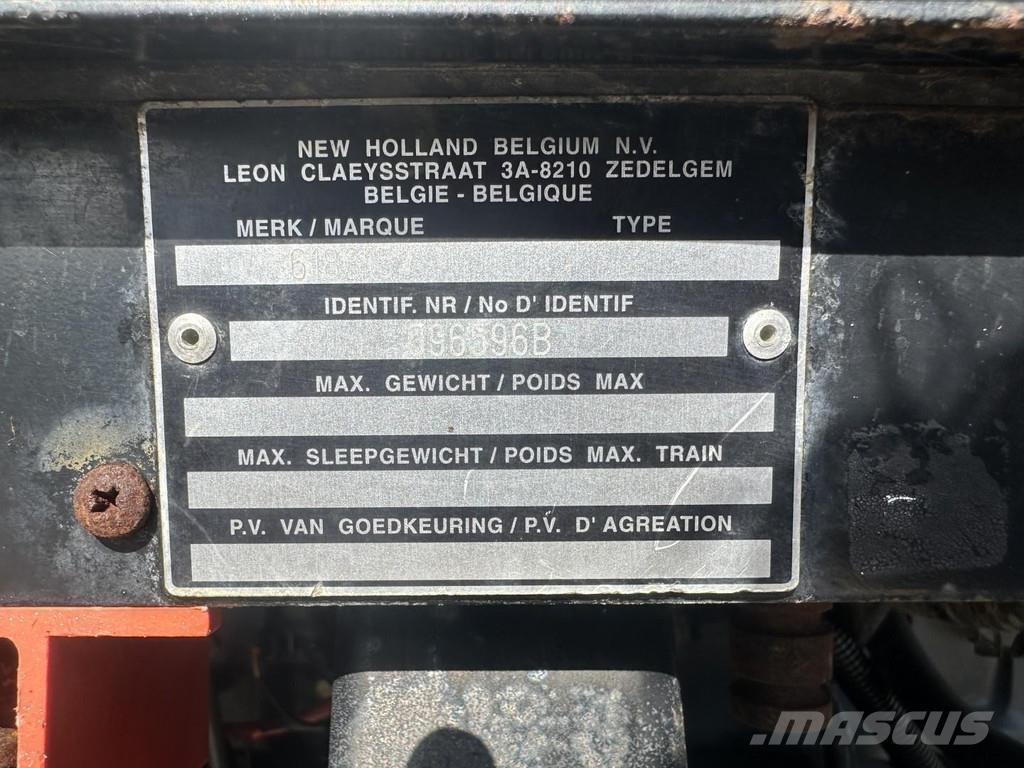 NEW HOLLAND BELGIUM N.V.
LEON CLAEYSSTRAAT 3A-8210 ZEDELGEM
BELGIE - BELGIQUE
MERK / MARQUE TYPE
IDENTIF. NR / No D' IDENTIF
MAX. GEWICHT / POIDS MAX
MAX. SLEEPGEWICHT / POIDS MAX. TRAIN
P.V. VAN GOEDKEURING / P.V. D' AGREATION
MASCUS